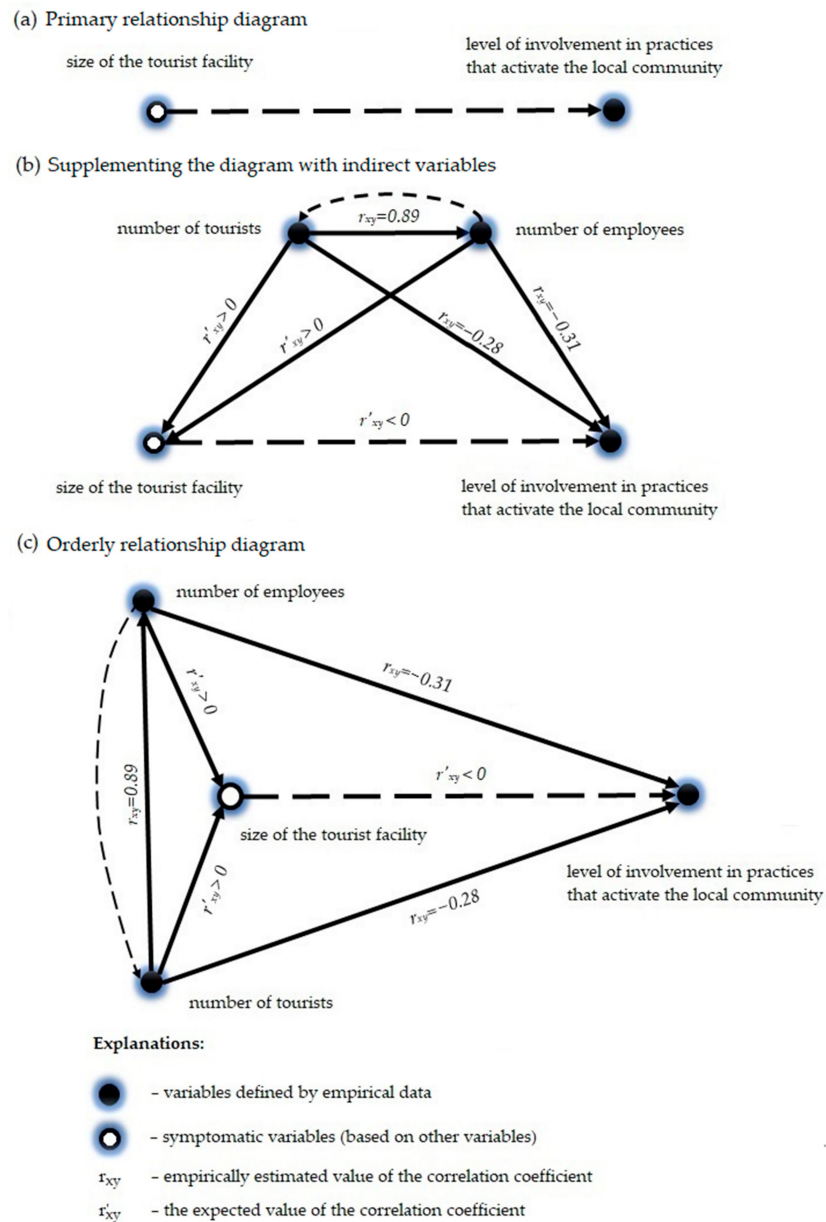 (a) Primary relationship diagram
size of the tourist facility
level of involvement in practices
that activate the local community
(b) Supplementing the diagram with indirect variables
number of tourists
rxy=0.89
number of employees
r'xy> 0
r'xy> 0
rxy=−0.28
rxy=−0.31
r'xy< 0
size of the tourist facility
level of involvement in practices
that activate the local community
(c) Orderly relationship diagram
number of employees
rxy=−0.31
r'xy> 0
rxy=0.89
r'xy< 0
size of the tourist facility
r'xy> 0
level of involvement in practices
that activate the local community
rxy=−0.28
number of tourists
Explanations:
– variables defined by empirical data
– symptomatic variables (based on other variables)
rxy – empirically estimated value of the correlation coefficient
r'xy – the expected value of the correlation coefficient